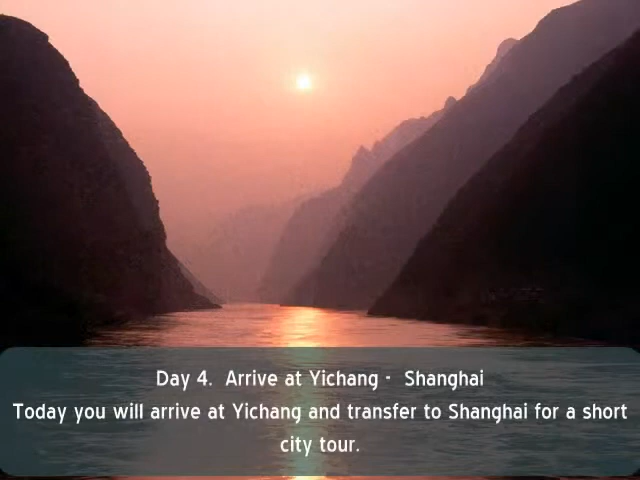 Day 4.  Arrive at Yichang -  Shanghai
Today you will arrive at Yichang and transfer to Shanghai for a short
city tour.